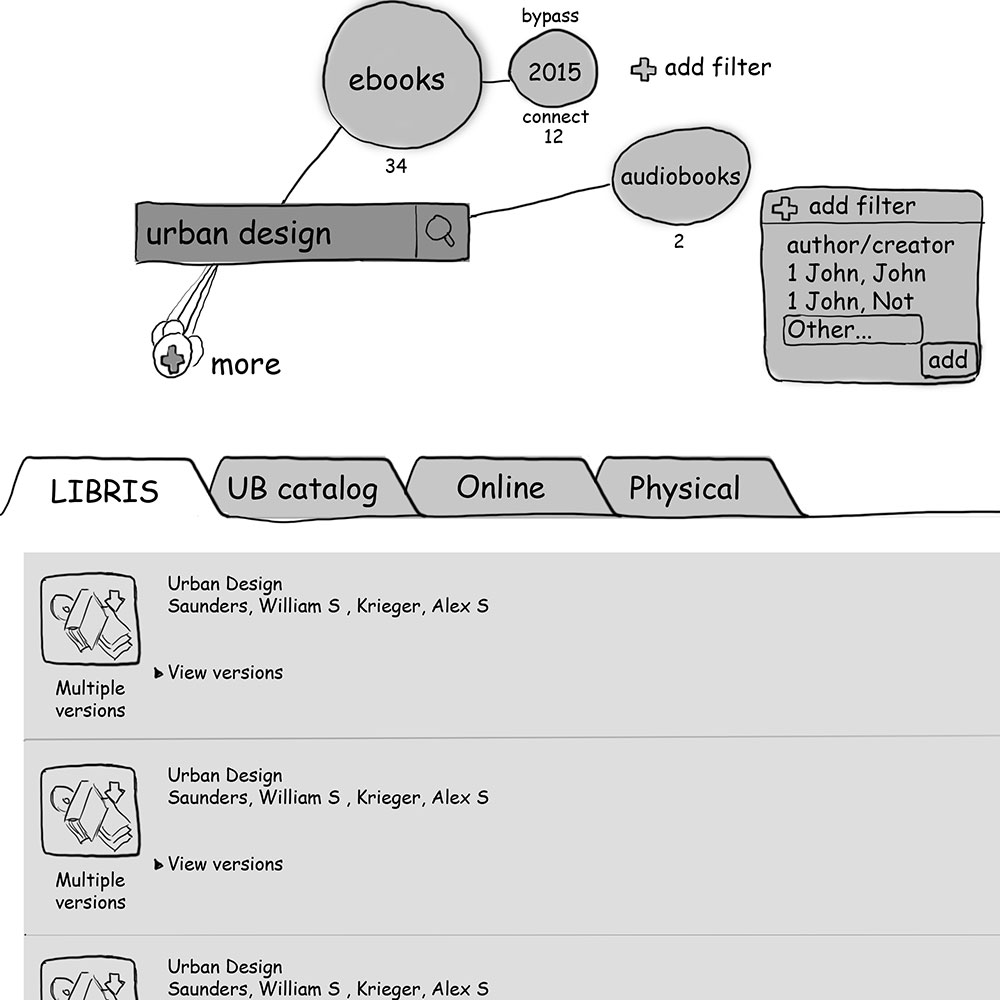 bypass
ebooks
2015
add filter
connect
12
34
audiobooks
2
urban design
add filter
author/creator
1 John, John
1 John, Not
Other...
add
more
LIBRIS
UB catalog
Online
Physical
Urban Design
Saunders, William S , Krieger, Alex S
View versions
Multiple
versions
Urban Design
Saunders, William S , Krieger, Alex S
View versions
Multiple
versions
Urban Design
Saunders, William S , Krieger, Alex S